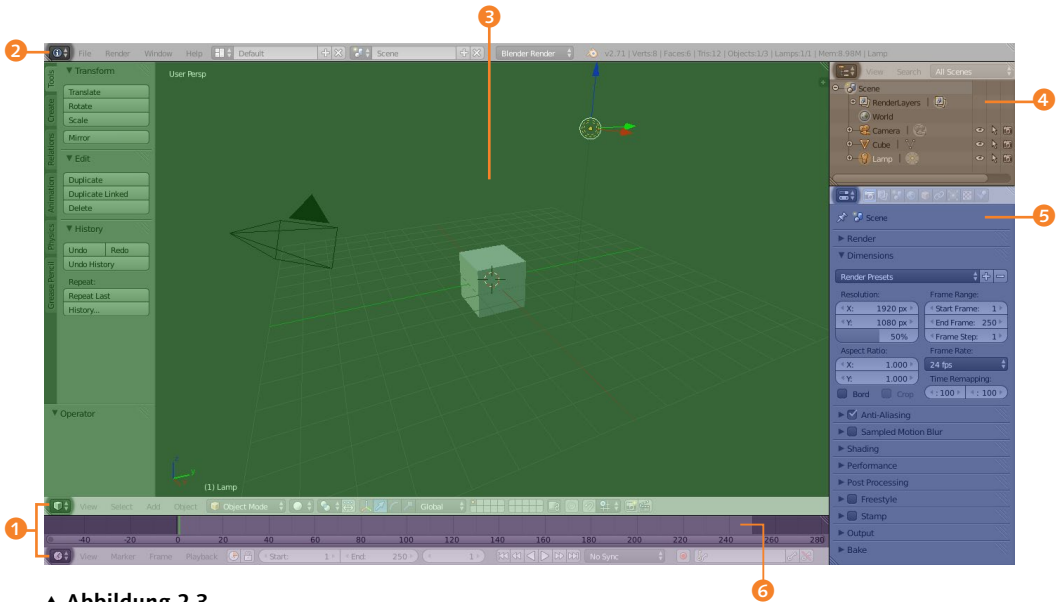 3
2
File Render Window Help Default Scene Blender Render v2.71 | Verts:8 | Faces:6 | Tris:12 | Objects:1/3 | Lamps:1/1 | Mem:8.98M | Lamp
Tools
Create
Relations
Animation
Physics
Grease Pencil
Transform
Translate
Rotate
Scale
Mirror
Edit
Duplicate
Duplicate Linked
Delete
History
Undo Redo
Undo History
Repeat:
Repeat Last
History...
Operator
User Persp
z
y
(1) Lamp
View Search All Scenes
Scene
RenderLayers |
World
Camera |
Cube |
Lamp |
4
5
Scene
Render
Dimensions
Render Presets
Resolution: Frame Range:
X: 1920 px Start Frame: 1
Y: 1080 px End Frame: 250
50% Frame Step: 1
Aspect Ratio: Frame Rate:
X: 1.000 24 fps
Y: 1.000 Time Remapping:
Bord Crop : 100 : 100
Anti-Aliasing
Sampled Motion Blur
Shading
Performance
Post Processing
Freestyle
Stamp
Output
Bake
View Select Add Object Object Mode Global
1
-40 -20 0 20 40 60 80 100 120 140 160 180 200 220 240 260 280
View Marker Frame Playback Start: 1 End: 250 1 No Sync
6
▲ Abbildung 2.3